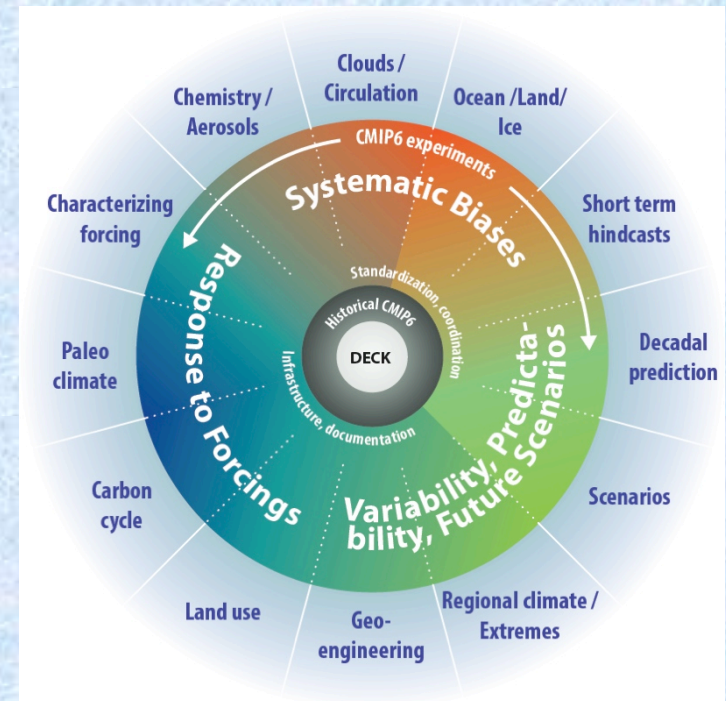 Clouds /
Circulation
Ocean /Land/
Ice
Short term
hindcasts
Decadal
prediction
Scenarios
Regional climate /
Extremes
Geo-
engineering
Land use
Carbon
cycle
Paleo
climate
Characterizing
forcing
Chemistry /
Aerosols
CMIP6 experiments
Systematic Biases
Variability, Predicta-
bility, Future Scenarios
Response to Forcings
Standardization, coordination
Infrastructure, documentation
Historical CMIP6
DECK